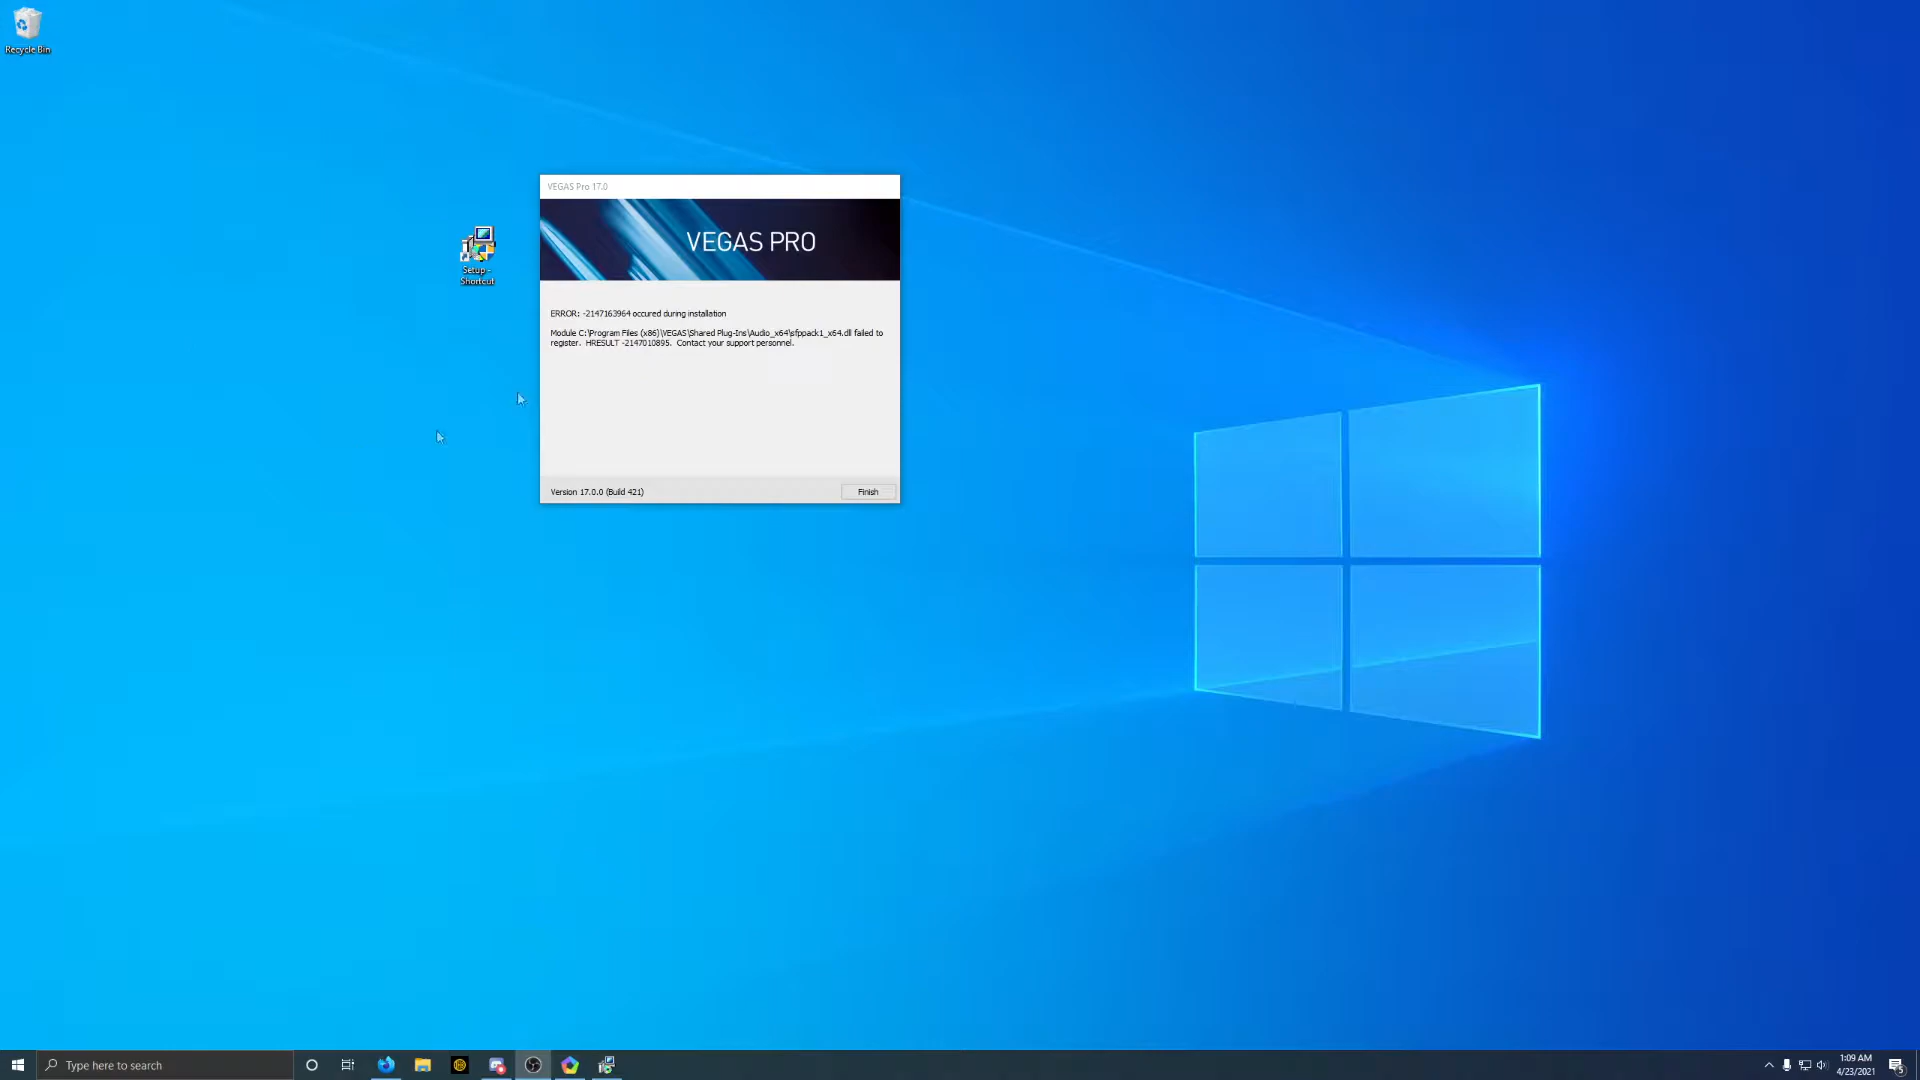 Recycle Bin
Setup -
Shortcut
VEGAS Pro 17.0
VEGAS PRO
ERROR: -2147163964 occured during installation
Module C:\Program Files (x86)\VEGAS\Shared Plug-Ins\Audio_x64\sfppack1_x64.dll failed to
register.  HRESULT -2147010895.  Contact your support personnel.
Version 17.0.0 (Build 421)
Finish
Type here to search
1:09 AM
4/23/2021
5